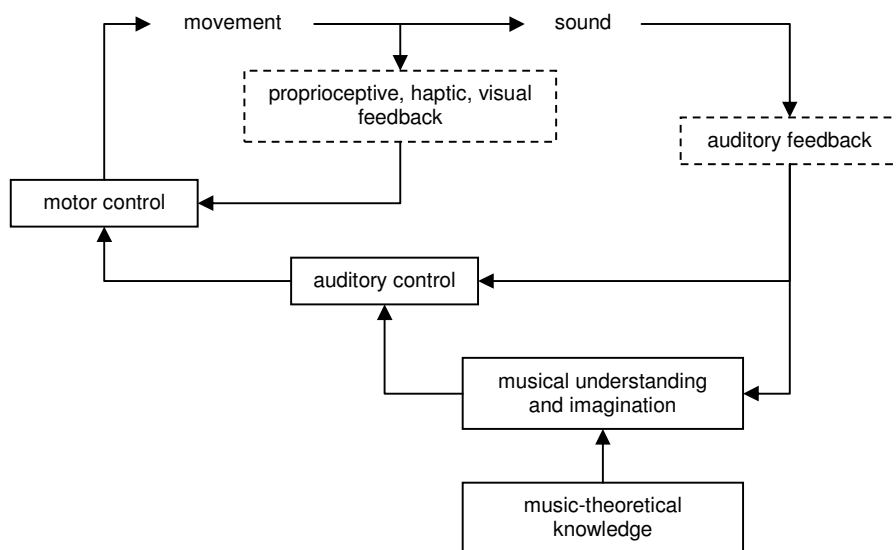 movement
sound
proprioceptive, haptic, visual
feedback
auditory feedback
motor control
auditory control
musical understanding
and imagination
music-theoretical
knowledge